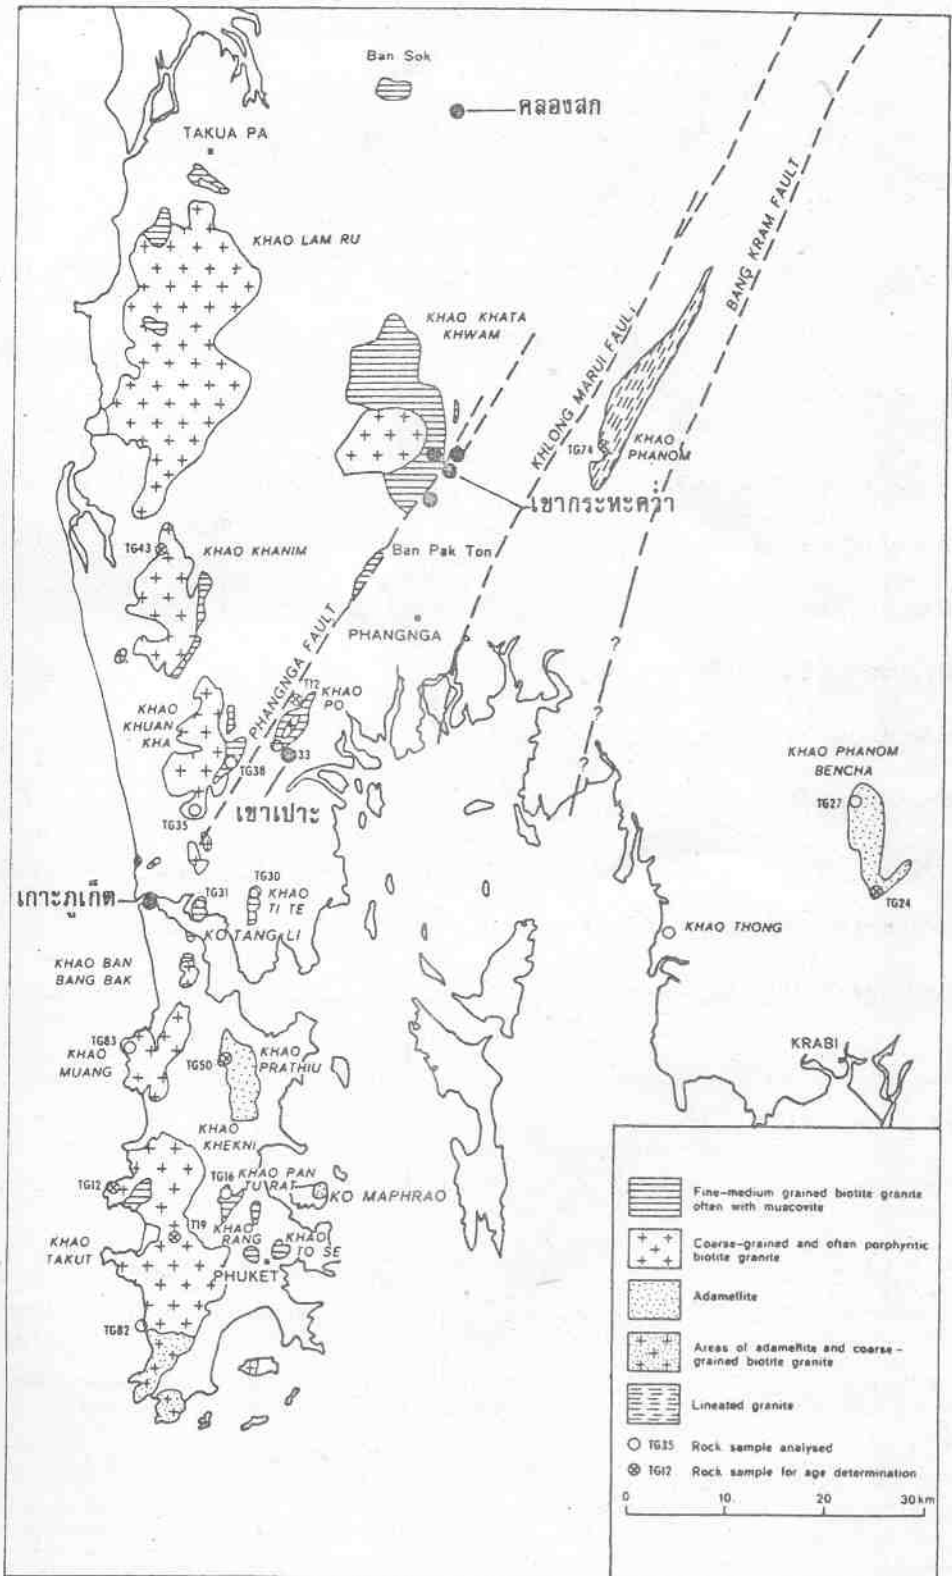 Ban Sok
คลองสก
TAKUA PA
KHAO LAM RU
KHAO KHATA
KHWAM
KHLONG MARUI FAULT
BANG KRAM FAULT
TG74
KHAO
PHANOM
เขากระทะคว่ำ
TG43
KHAO KHANIM
Ban Pak Ton
PHANGNGA
PHANGNGA FAULT
?
?
?
T12
KHAO
PO
KHAO
KHUAN
KHA
TG38
33
KHAO PHANOM
BENCHA
TG27
TG35
เขาเปาะ
TG24
เกาะภูเก็ต
TG31
TG30
KHAO
TI TE
KO TANG LI
KHAO THONG
KHAO BAN
BANG BAK
TG83
KHAO
MUANG
TG50
KHAO
PRATHIU
KRABI
KHAO
KHEKNI
TG12
TG16
KHAO PAN
TURAT
KO MAPHRAO
T19
KHAO
RANG
KHAO
TO SE
KHAO
TAKUT
PHUKET
TG82
Fine-medium grained biotite granite
often with muscovite
Coarse-grained and often porphyritic
biotite granite
Adamellite
Areas of adamellite and coarse-
grained biotite granite
Lineated granite
TG35 Rock sample analysed
TG12 Rock sample for age determination
0 10 20 30 km